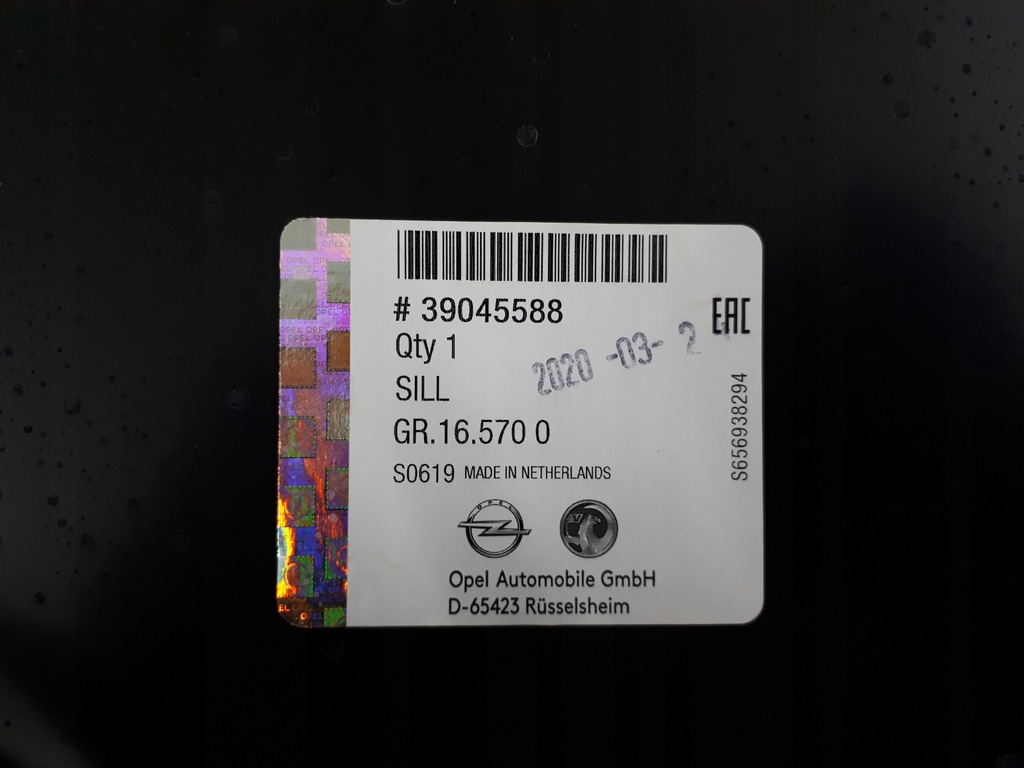 # 39045588
EAC
Qty 1
2020 -03- 2
SILL
GR.16.570 0
S0619 MADE IN NETHERLANDS
S656938294
OPEL
Opel Automobile GmbH
D-65423 Rüsselsheim